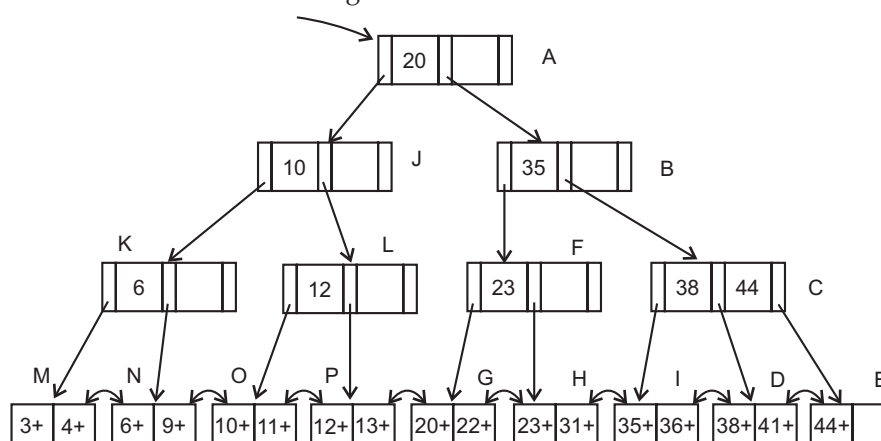 20 A
10 J 35 B
K L F
6 12 23 38 44 C
M N O P G H I D
3+ 4+ 6+ 9+ 10+ 11+ 12+ 13+ 20+ 22+ 23+ 31+ 35+ 36+ 38+ 41+ 44+